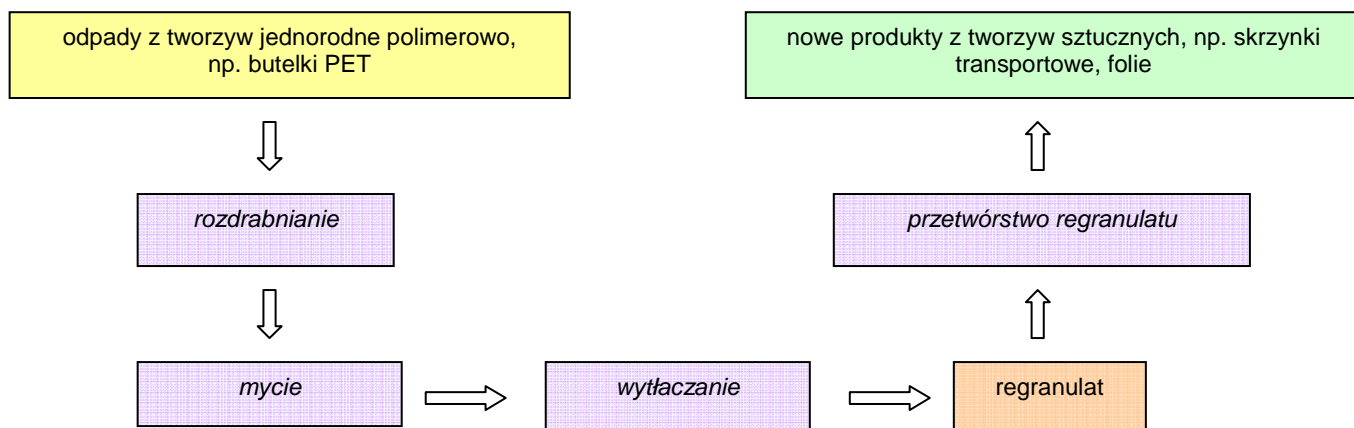 odpady z tworzyw jednorodne polimerowo,
np. butelki PET
rozdrabnianie
mycie
wytłaczanie
regranulat
przetwórstwo regranulatu
nowe produkty z tworzyw sztucznych, np. skrzynki
transportowe, folie